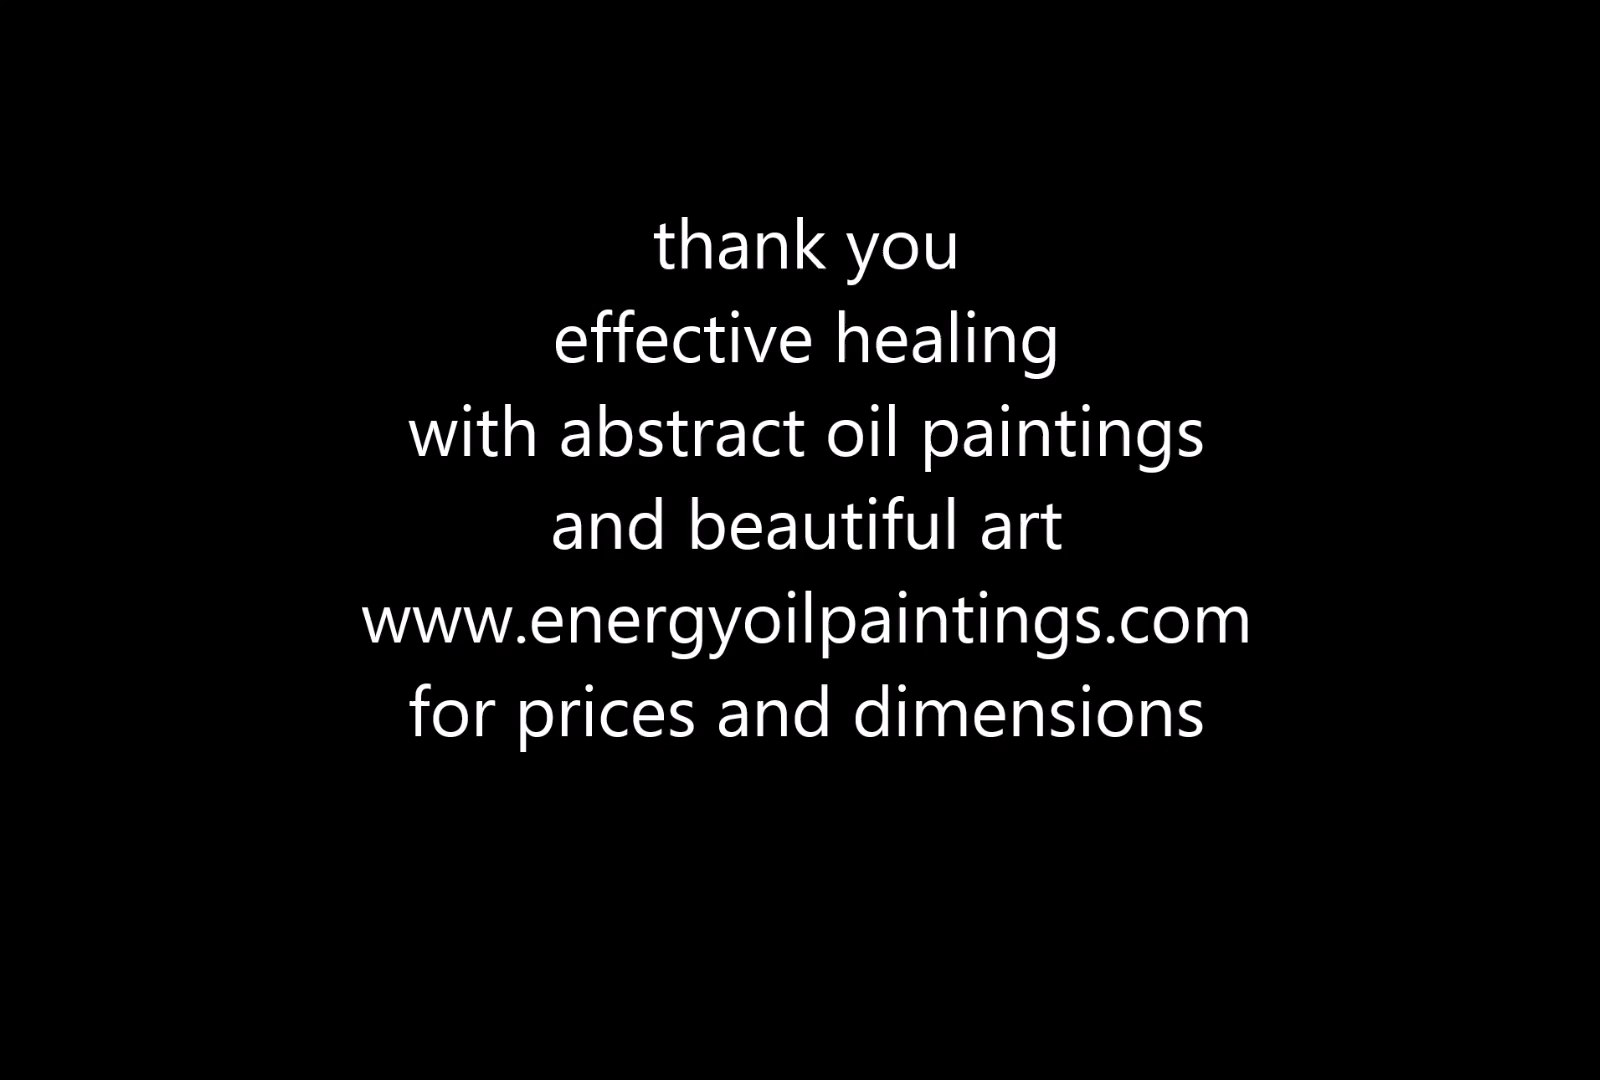 thank you
effective healing
with abstract oil paintings
and beautiful art
www.energyoilpaintings.com
for prices and dimensions